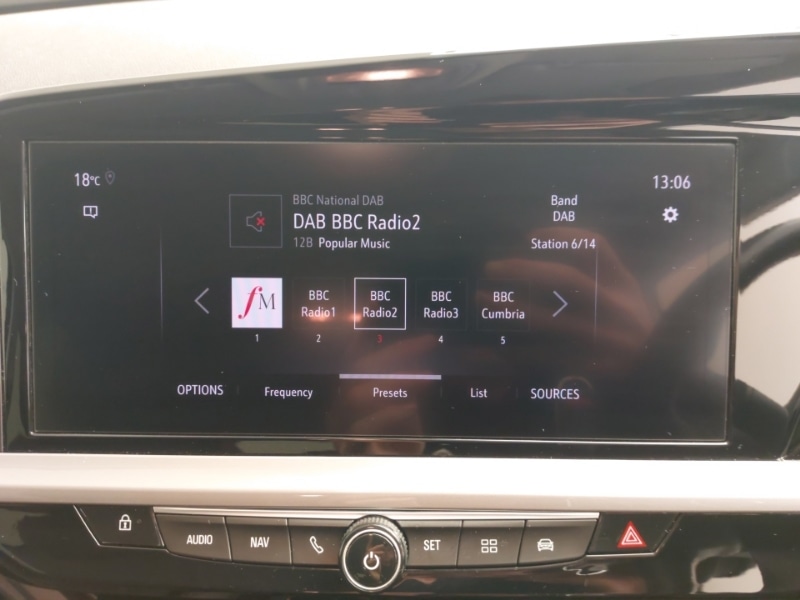 18°C
13:06
BBC National DAB
DAB BBC Radio2
12B Popular Music
Band
DAB
Station 6/14
fM
BBC
Radio1
BBC
Radio2
BBC
Radio3
BBC
Cumbria
1
2
3
4
5
OPTIONS
Frequency
Presets
List
SOURCES
AUDIO
NAV
SET